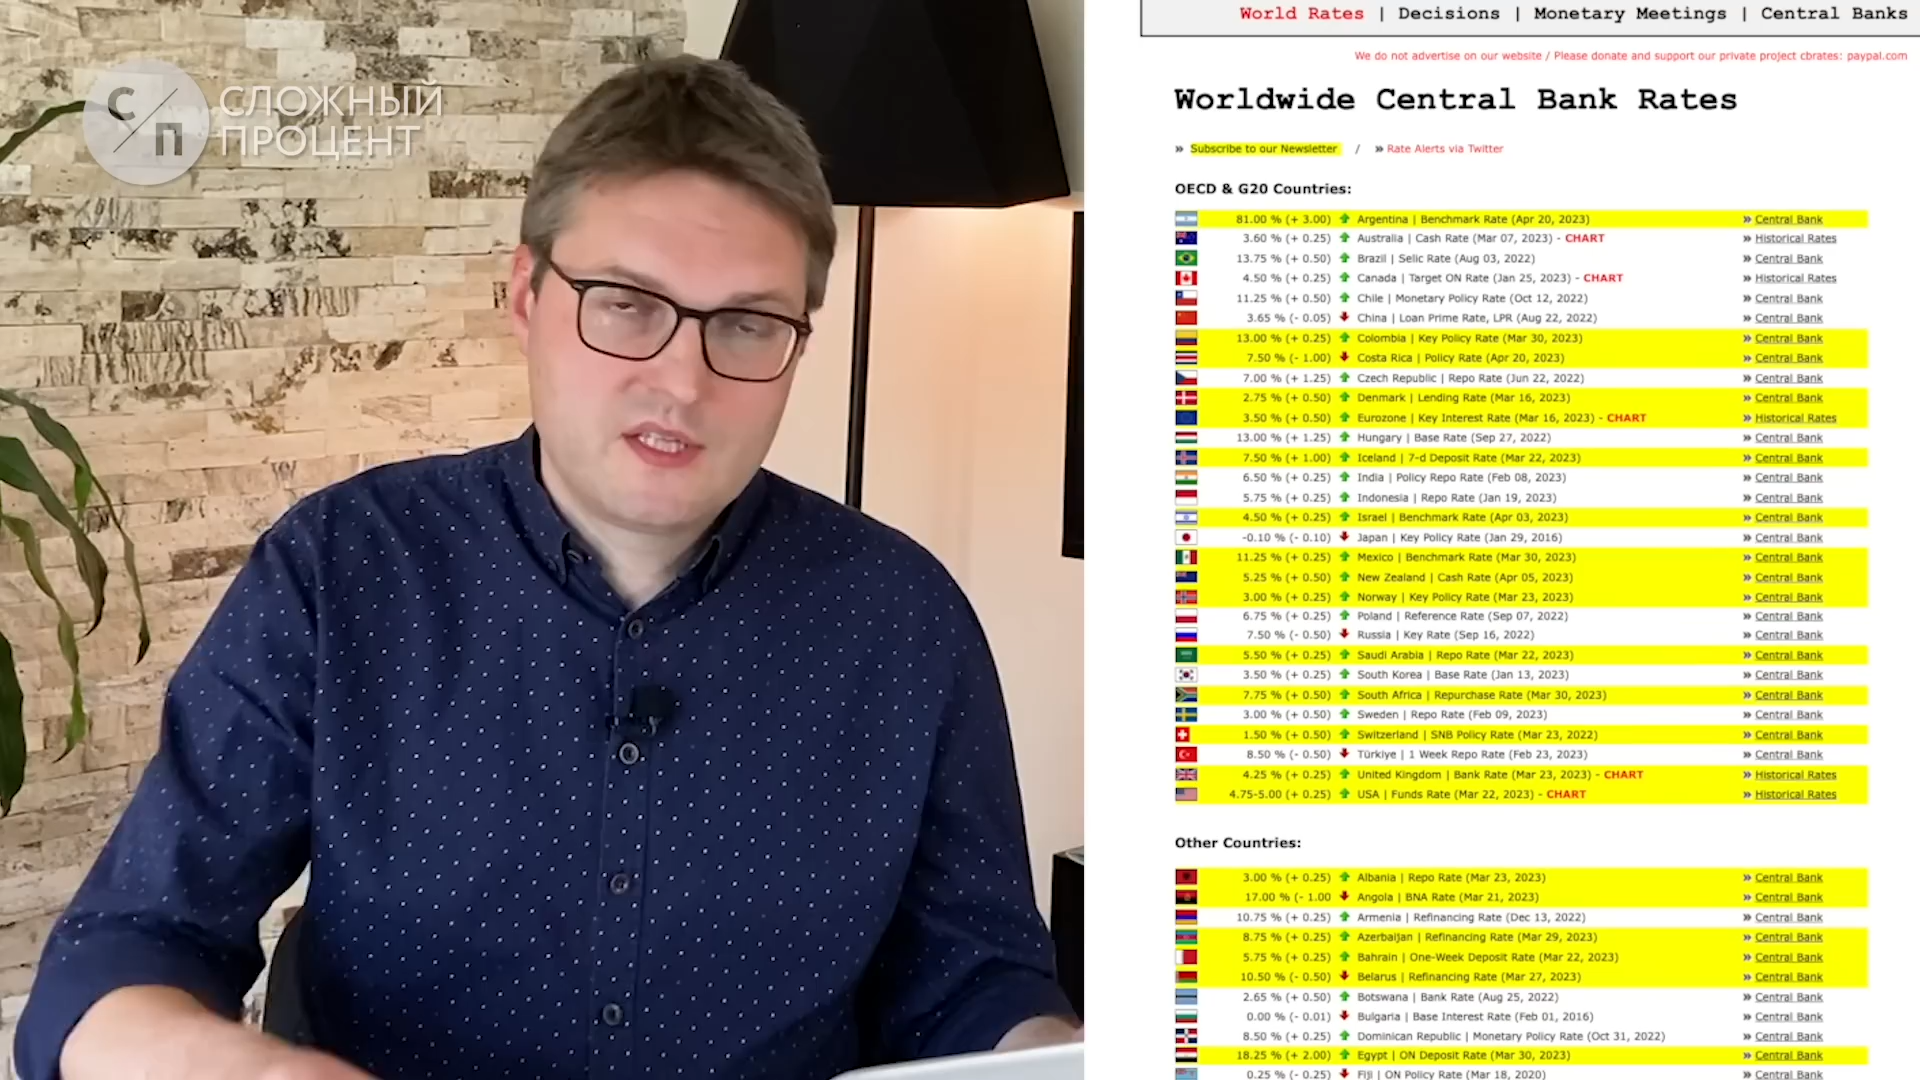 С/П СЛОЖНЫЙ
ПРОЦЕНТ
World Rates | Decisions | Monetary Meetings | Central Banks
We do not advertise on our website / Please donate and support our private project cbrates: paypal.com
Worldwide Central Bank Rates
» Subscribe to our Newsletter / » Rate Alerts via Twitter
OECD & G20 Countries:
81.00 % (+ 3.00) Argentina | Benchmark Rate (Apr 20, 2023) » Central Bank
3.60 % (+ 0.25) Australia | Cash Rate (Mar 07, 2023) - CHART » Historical Rates
13.75 % (+ 0.50) Brazil | Selic Rate (Aug 03, 2022) » Central Bank
4.50 % (+ 0.25) Canada | Target ON Rate (Jan 25, 2023) - CHART » Historical Rates
11.25 % (+ 0.50) Chile | Monetary Policy Rate (Oct 12, 2022) » Central Bank
3.65 % (- 0.05) China | Loan Prime Rate, LPR (Aug 22, 2022) » Central Bank
13.00 % (+ 0.25) Colombia | Key Policy Rate (Mar 30, 2023) » Central Bank
7.50 % (- 1.00) Costa Rica | Policy Rate (Apr 20, 2023) » Central Bank
7.00 % (+ 1.25) Czech Republic | Repo Rate (Jun 22, 2022) » Central Bank
2.75 % (+ 0.50) Denmark | Lending Rate (Mar 16, 2023) » Central Bank
3.50 % (+ 0.50) Eurozone | Key Interest Rate (Mar 16, 2023) - CHART » Historical Rates
13.00 % (+ 1.25) Hungary | Base Rate (Sep 27, 2022) » Central Bank
7.50 % (+ 1.00) Iceland | 7-d Deposit Rate (Mar 22, 2023) » Central Bank
6.50 % (+ 0.25) India | Policy Repo Rate (Feb 08, 2023) » Central Bank
5.75 % (+ 0.25) Indonesia | Repo Rate (Jan 19, 2023) » Central Bank
4.50 % (+ 0.25) Israel | Benchmark Rate (Apr 03, 2023) » Central Bank
-0.10 % (- 0.10) Japan | Key Policy Rate (Jan 29, 2016) » Central Bank
11.25 % (+ 0.25) Mexico | Benchmark Rate (Mar 30, 2023) » Central Bank
5.25 % (+ 0.50) New Zealand | Cash Rate (Apr 05, 2023) » Central Bank
3.00 % (+ 0.25) Norway | Key Policy Rate (Mar 23, 2023) » Central Bank
6.75 % (+ 0.25) Poland | Reference Rate (Sep 07, 2022) » Central Bank
7.50 % (- 0.50) Russia | Key Rate (Sep 16, 2022) » Central Bank
5.50 % (+ 0.25) Saudi Arabia | Repo Rate (Mar 22, 2023) » Central Bank
3.50 % (+ 0.25) South Korea | Base Rate (Jan 13, 2023) » Central Bank
7.75 % (+ 0.50) South Africa | Repurchase Rate (Mar 30, 2023) » Central Bank
3.00 % (+ 0.50) Sweden | Repo Rate (Feb 09, 2023) » Central Bank
1.50 % (+ 0.50) Switzerland | SNB Policy Rate (Mar 23, 2022) » Central Bank
8.50 % (- 0.50) Türkiye | 1 Week Repo Rate (Feb 23, 2023) » Central Bank
4.25 % (+ 0.25) United Kingdom | Bank Rate (Mar 23, 2023) - CHART » Historical Rates
4.75-5.00 (+ 0.25) USA | Funds Rate (Mar 22, 2023) - CHART » Historical Rates
Other Countries:
3.00 % (+ 0.25) Albania | Repo Rate (Mar 23, 2023) » Central Bank
17.00 % (- 1.00 Angola | BNA Rate (Mar 21, 2023) » Central Bank
10.75 % (+ 0.25) Armenia | Refinancing Rate (Dec 13, 2022) » Central Bank
8.75 % (+ 0.25) Azerbaijan | Refinancing Rate (Mar 29, 2023) » Central Bank
5.75 % (+ 0.25) Bahrain | One-Week Deposit Rate (Mar 22, 2023) » Central Bank
10.50 % (- 0.50) Belarus | Refinancing Rate (Mar 27, 2023) » Central Bank
2.65 % (+ 0.50) Botswana | Bank Rate (Aug 25, 2022) » Central Bank
0.00 % (- 0.01) Bulgaria | Base Interest Rate (Feb 01, 2016) » Central Bank
8.50 % (+ 0.25) Dominican Republic | Monetary Policy Rate (Oct 31, 2022) » Central Bank
18.25 % (+ 2.00) Egypt | ON Deposit Rate (Mar 30, 2023) » Central Bank
0.25 % (- 0.25) Fiji | ON Policy Rate (Mar 18, 2020) » Central Bank